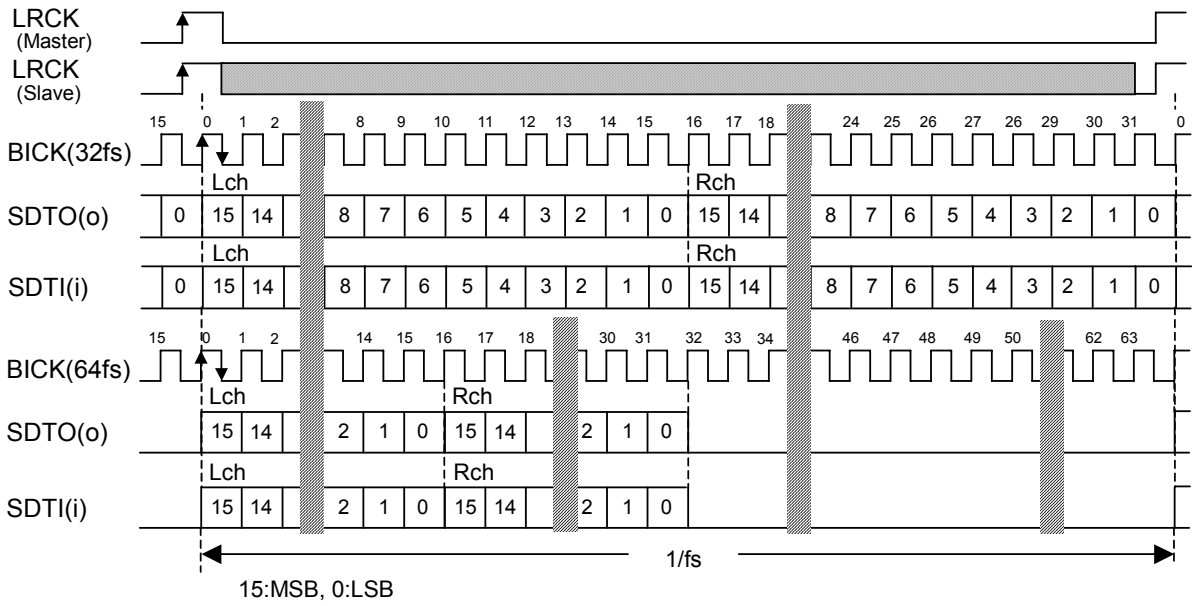 LRCK
(Master)
LRCK
(Slave)
15 0 1 2 8 9 10 11 12 13 14 15 16 17 18 24 25 26 27 26 29 30 31 0
BICK(32fs)
Lch Rch
SDTO(o) 0 15 14 8 7 6 5 4 3 2 1 0 15 14 8 7 6 5 4 3 2 1 0
Lch Rch
SDTI(i) 0 15 14 8 7 6 5 4 3 2 1 0 15 14 8 7 6 5 4 3 2 1 0
15 0 1 2 14 15 16 17 18 30 31 32 33 34 46 47 48 49 50 62 63
BICK(64fs)
Lch Rch
SDTO(o) 15 14 2 1 0 15 14 2 1 0
Lch Rch
SDTI(i) 15 14 2 1 0 15 14 2 1 0
1/fs
15:MSB, 0:LSB